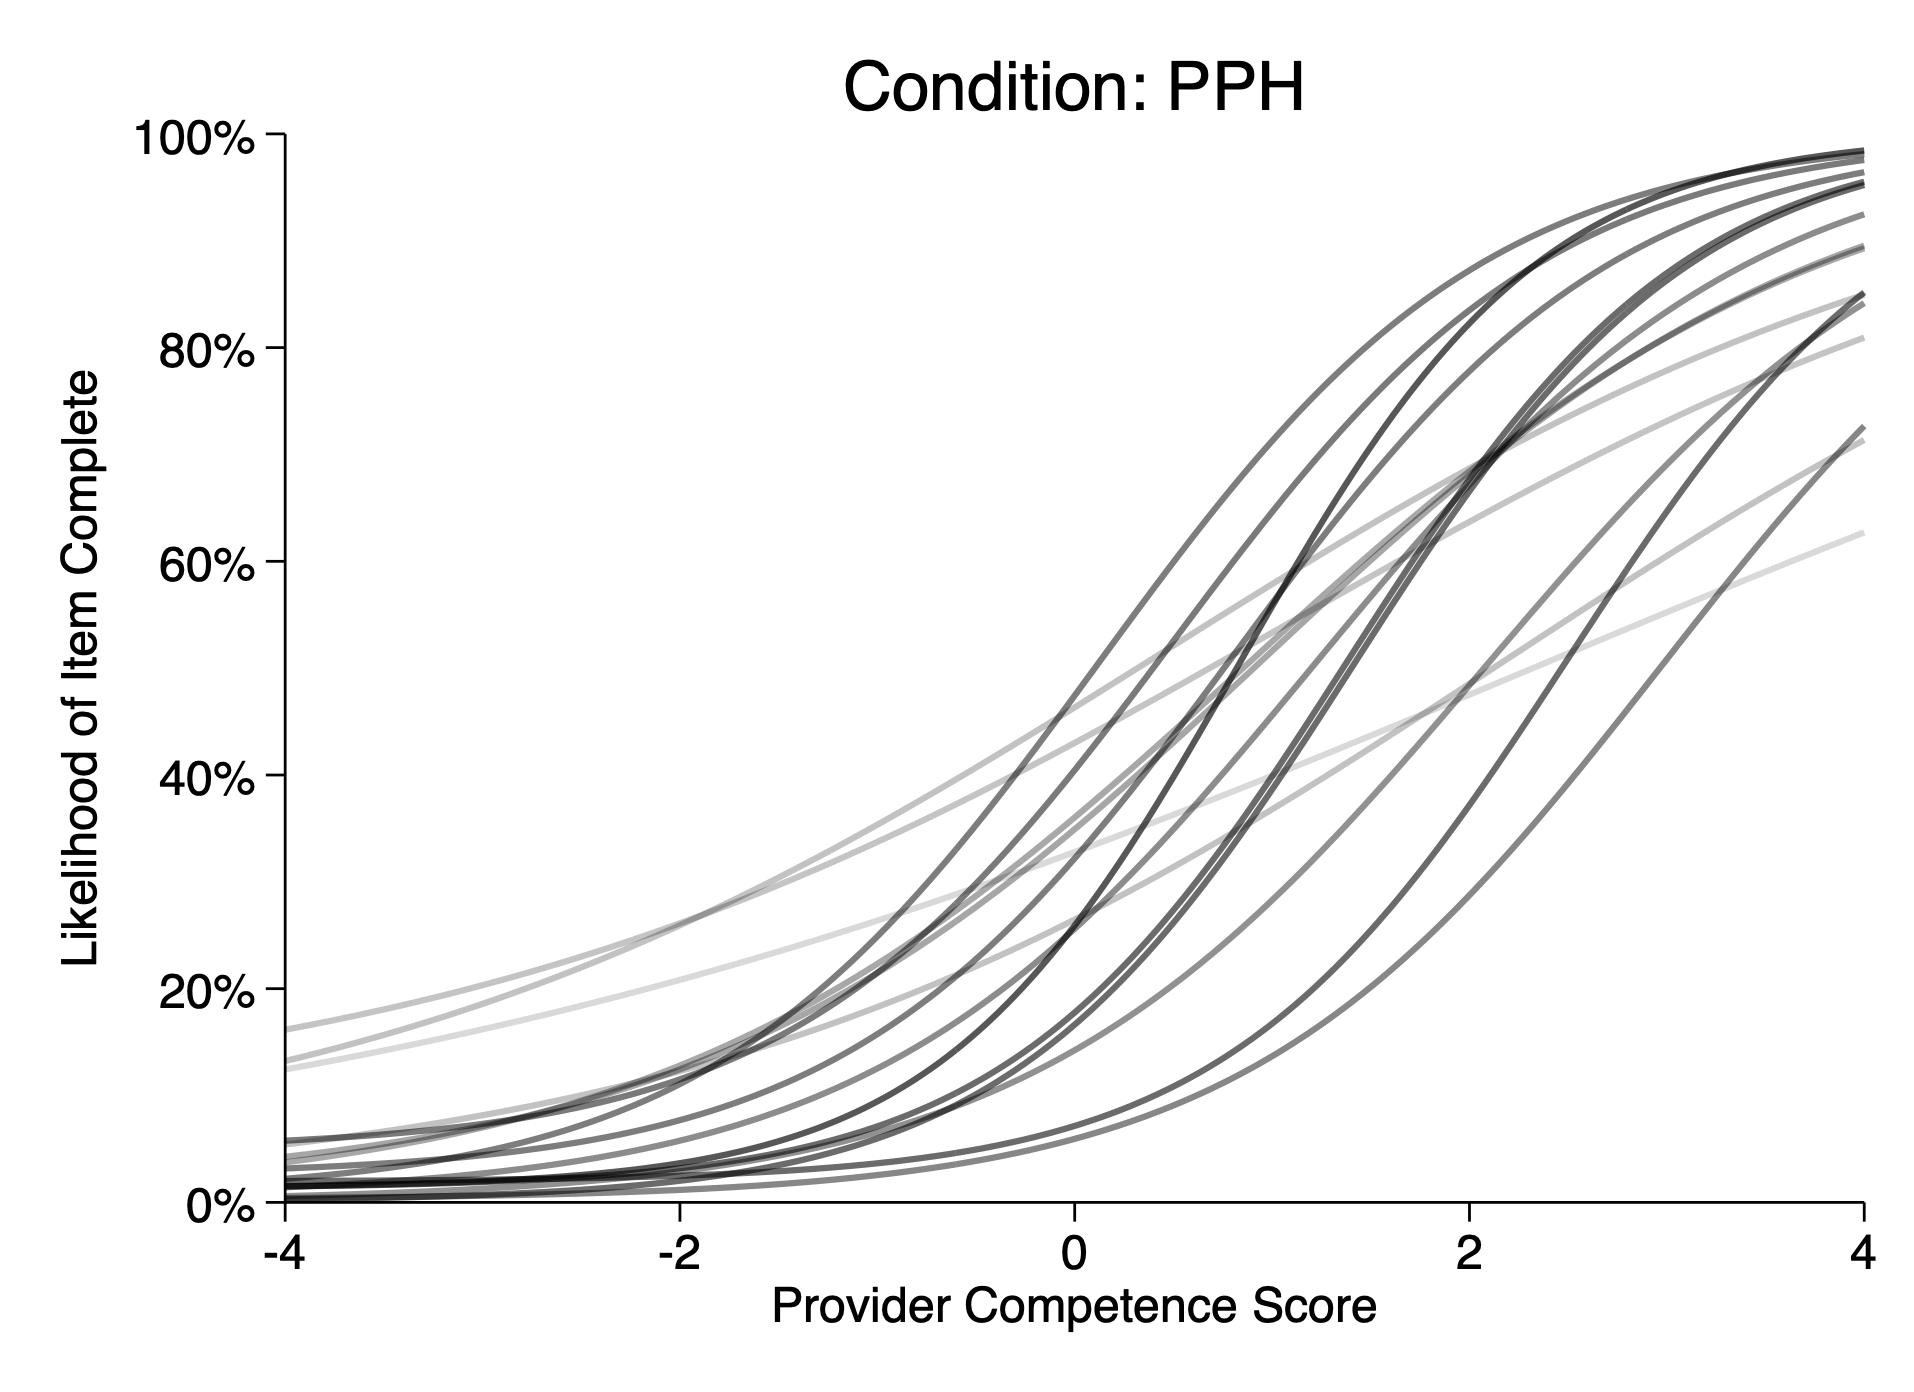 Condition: PPH
100%
80%
60%
40%
20%
0%
Likelihood of Item Complete
-4 -2 0 2 4
Provider Competence Score